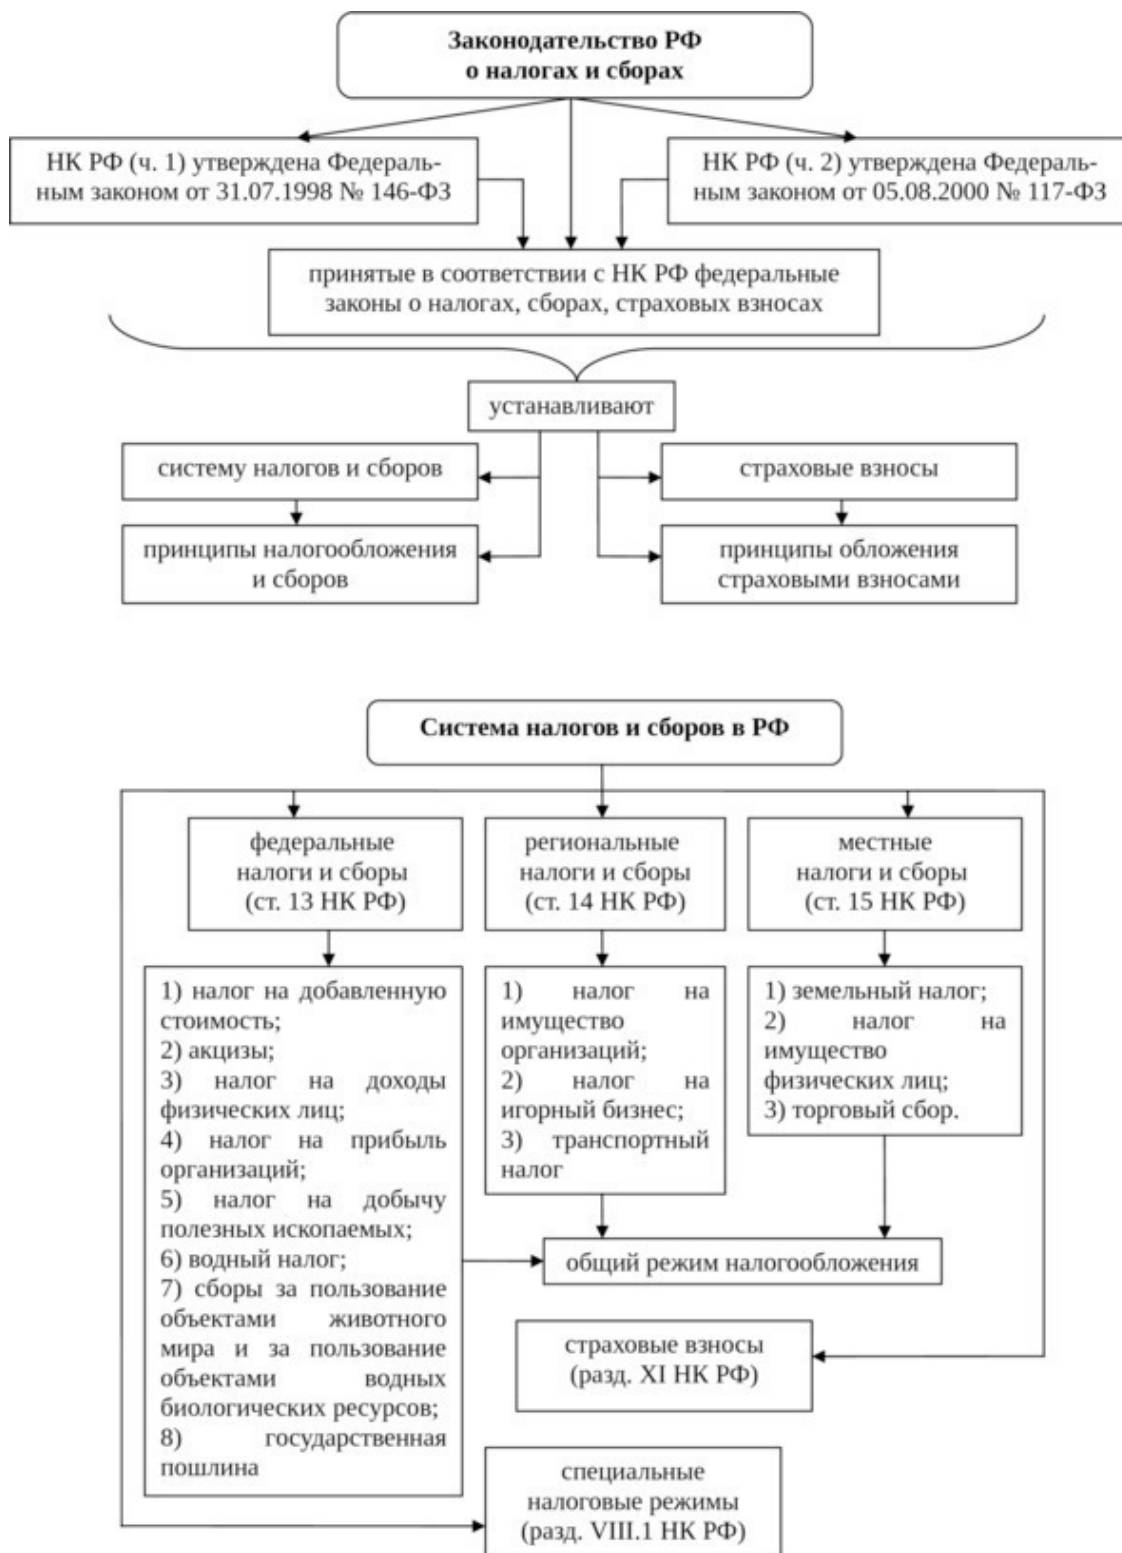 Законодательство РФ
о налогах и сборах
НК РФ (ч. 1) утверждена Федераль-
ным законом от 31.07.1998 № 146-ФЗ
НК РФ (ч. 2) утверждена Федераль-
ным законом от 05.08.2000 № 117-ФЗ
принятые в соответствии с НК РФ федеральные
законы о налогах, сборах, страховых взносах
устанавливают
систему налогов и сборов
страховые взносы
принципы налогообложения
и сборов
принципы обложения
страховыми взносами
Система налогов и сборов в РФ
федеральные
налоги и сборы
(ст. 13 НК РФ)
региональные
налоги и сборы
(ст. 14 НК РФ)
местные
налоги и сборы
(ст. 15 НК РФ)
1) налог на добавленную
стоимость;
2) акцизы;
3) налог на доходы
физических лиц;
4) налог на прибыль
организаций;
5) налог на добычу
полезных ископаемых;
6) водный налог;
7) сборы за пользование
объектами животного
мира и за пользование
объектами водных
биологических ресурсов;
8) государственная
пошлина
1) налог на
имущество
организаций;
2) налог на
игорный бизнес;
3) транспортный
налог
1) земельный налог;
2) налог на
имущество
физических лиц;
3) торговый сбор.
общий режим налогообложения
страховые взносы
(разд. XI НК РФ)
специальные
налоговые режимы
(разд. VIII.1 НК РФ)